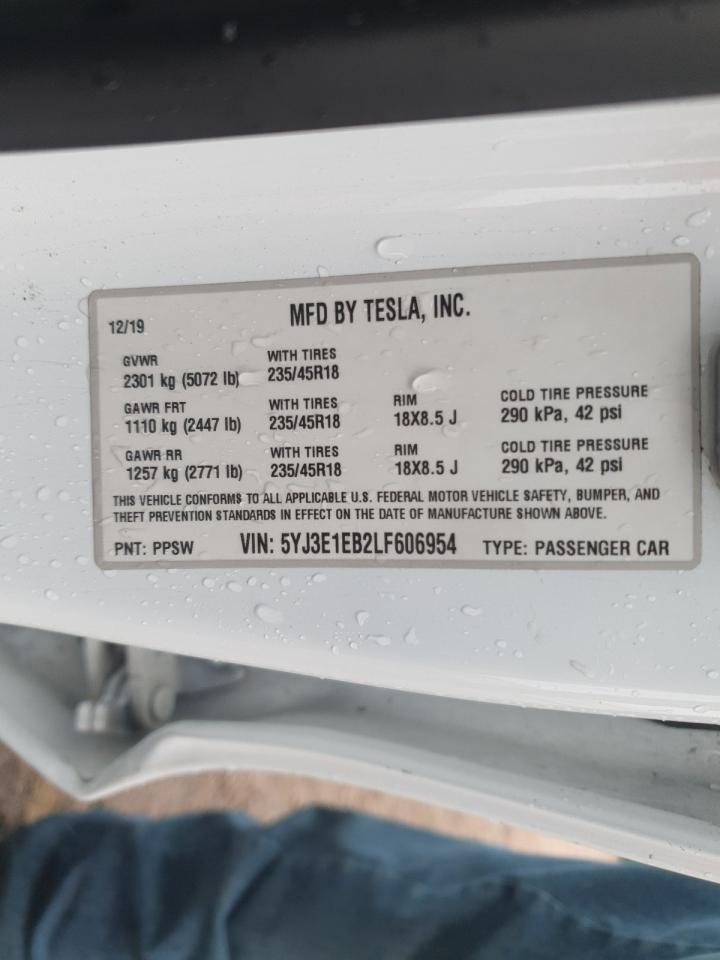 MFD BY TESLA, INC.
12/19
GVWR WITH TIRES
2301 kg (5072 lb) 235/45R18
GAWR FRT WITH TIRES RIM COLD TIRE PRESSURE
1110 kg (2447 lb) 235/45R18 18X8.5 J 290 kPa, 42 psi
GAWR RR WITH TIRES RIM COLD TIRE PRESSURE
1257 kg (2771 lb) 235/45R18 18X8.5 J 290 kPa, 42 psi
THIS VEHICLE CONFORMS TO ALL APPLICABLE U.S. FEDERAL MOTOR VEHICLE SAFETY, BUMPER, AND
THEFT PREVENTION STANDARDS IN EFFECT ON THE DATE OF MANUFACTURE SHOWN ABOVE.
PNT: PPSW VIN: 5YJ3E1EB2LF606954 TYPE: PASSENGER CAR